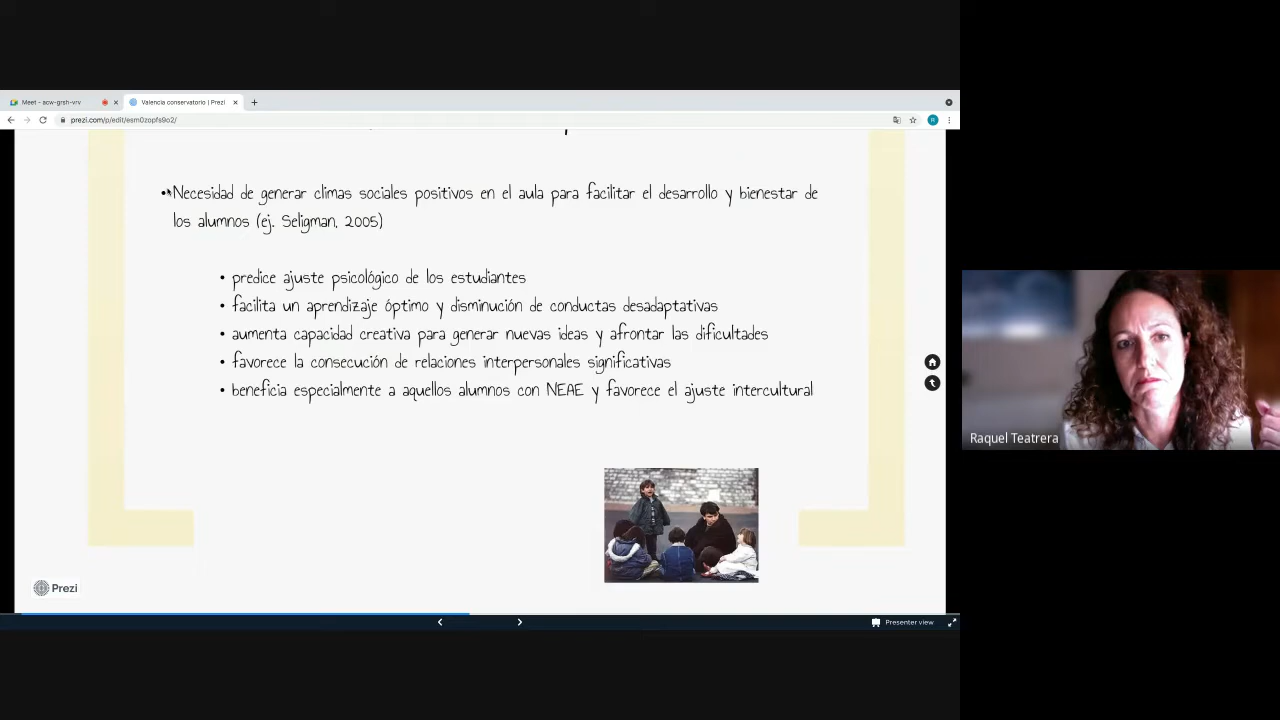 Meet - acw-grsh-vrv
Valencia conservatorio | Prezi
prezi.com/p/edit/esm0zopfs9o2/
R
• Necesidad de generar climas sociales positivos en el aula para facilitar el desarrollo y bienestar de
los alumnos (ej. Seligman, 2005)
• predice ajuste psicológico de los estudiantes
• facilita un aprendizaje óptimo y disminución de conductas desadaptativas
• aumenta capacidad creativa para generar nuevas ideas y afrontar las dificultades
• favorece la consecución de relaciones interpersonales significativas
• beneficia especialmente a aquellos alumnos con NEAE y favorece el ajuste intercultural
Raquel Teatrera
Prezi
Presenter view